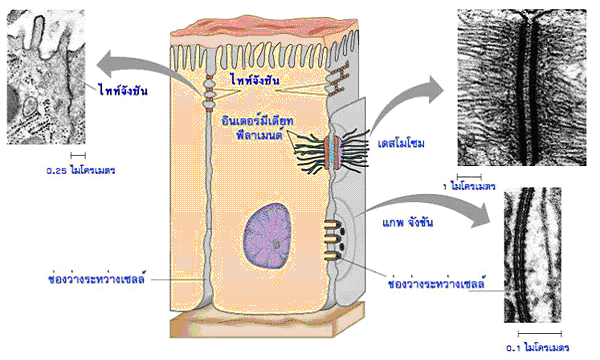 ไทท์จังชัน
0.25 ไมโครเมตร
ไทท์จังชัน
อินเตอร์มีเดียท
ฟีลาเมนต์
เดสโมโซม
1 ไมโครเมตร
แกพ จังชัน
ช่องว่างระหว่างเซลล์
ช่องว่างระหว่างเซลล์
0.1 ไมโครเมตร